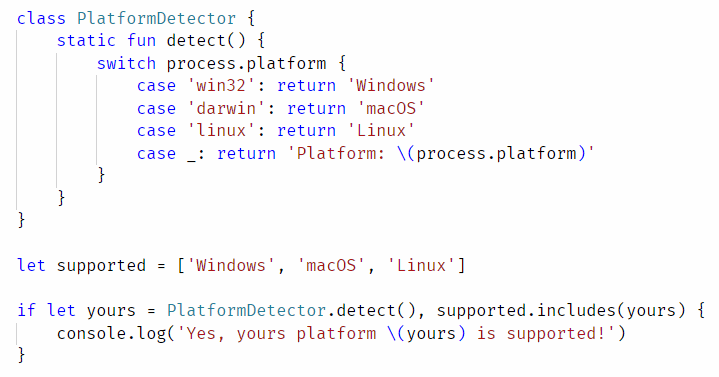 class PlatformDetector {
    static fun detect() {
        switch process.platform {
            case 'win32': return 'Windows'
            case 'darwin': return 'macOS'
            case 'linux': return 'Linux'
            case _: return 'Platform: \(process.platform)'
        }
    }
}

let supported = ['Windows', 'macOS', 'Linux']

if let yours = PlatformDetector.detect(), supported.includes(yours) {
    console.log('Yes, yours platform \(yours) is supported!')
}